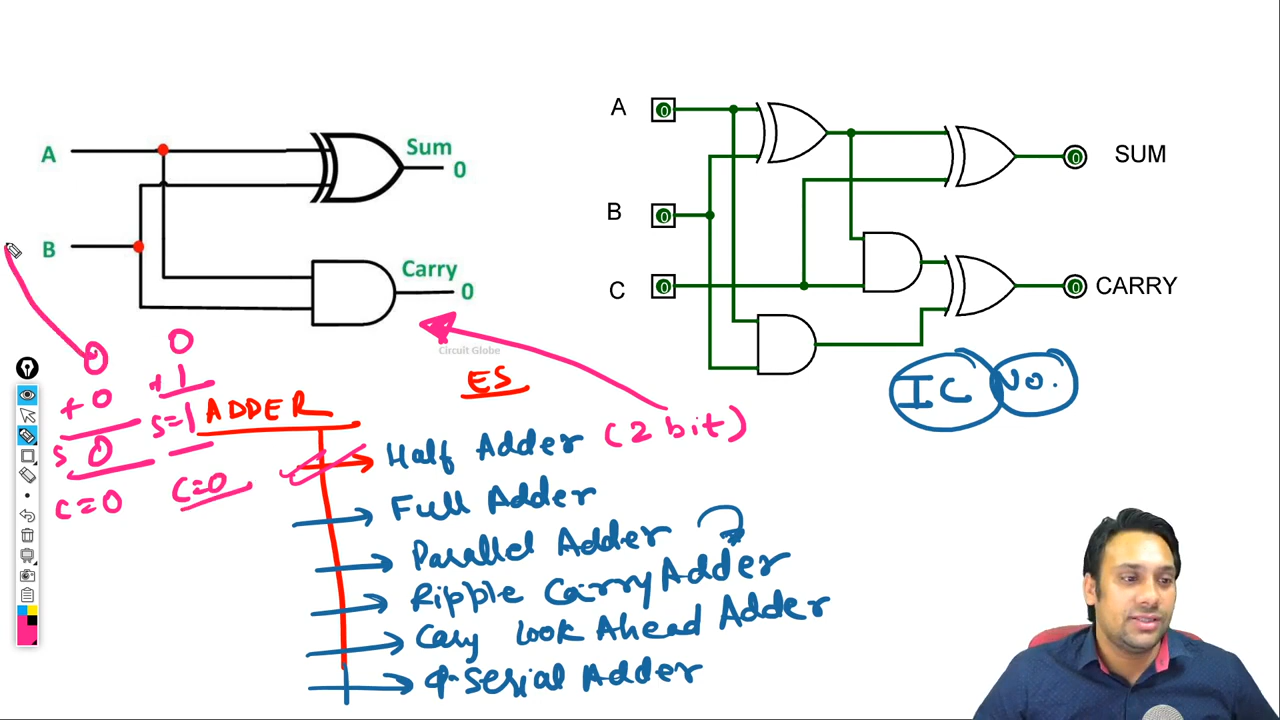 A
Sum
0
B
Carry
0
Circuit Globe
A 0
B 0
C 0
0 SUM
0 CARRY
IC No.
ES
0
+ 0
S 0
C=0
0
+ 1
S=1
C=0
ADDER
Half Adder (2 bit)
Full Adder
Parallel Adder
Ripple Carry Adder
Cary Look Ahead Adder
Serial Adder